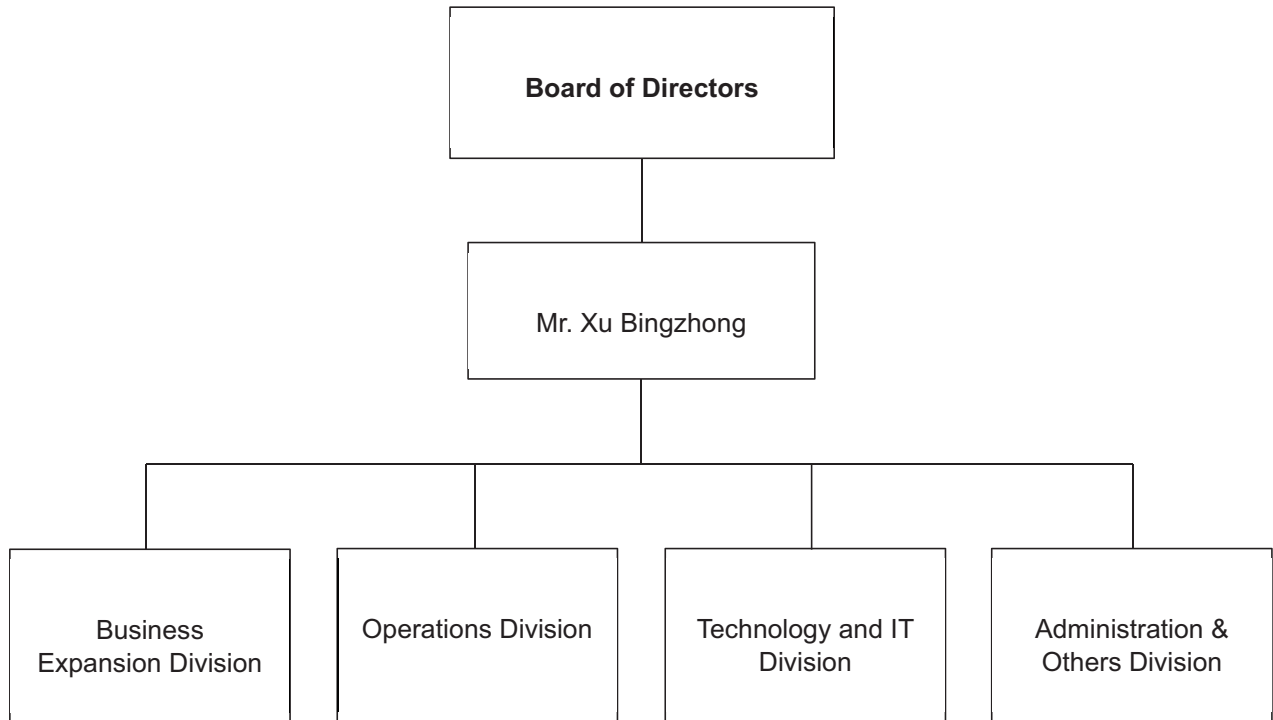 Board of Directors
Mr. Xu Bingzhong
Business
Expansion Division
Operations Division
Technology and IT
Division
Administration &
Others Division